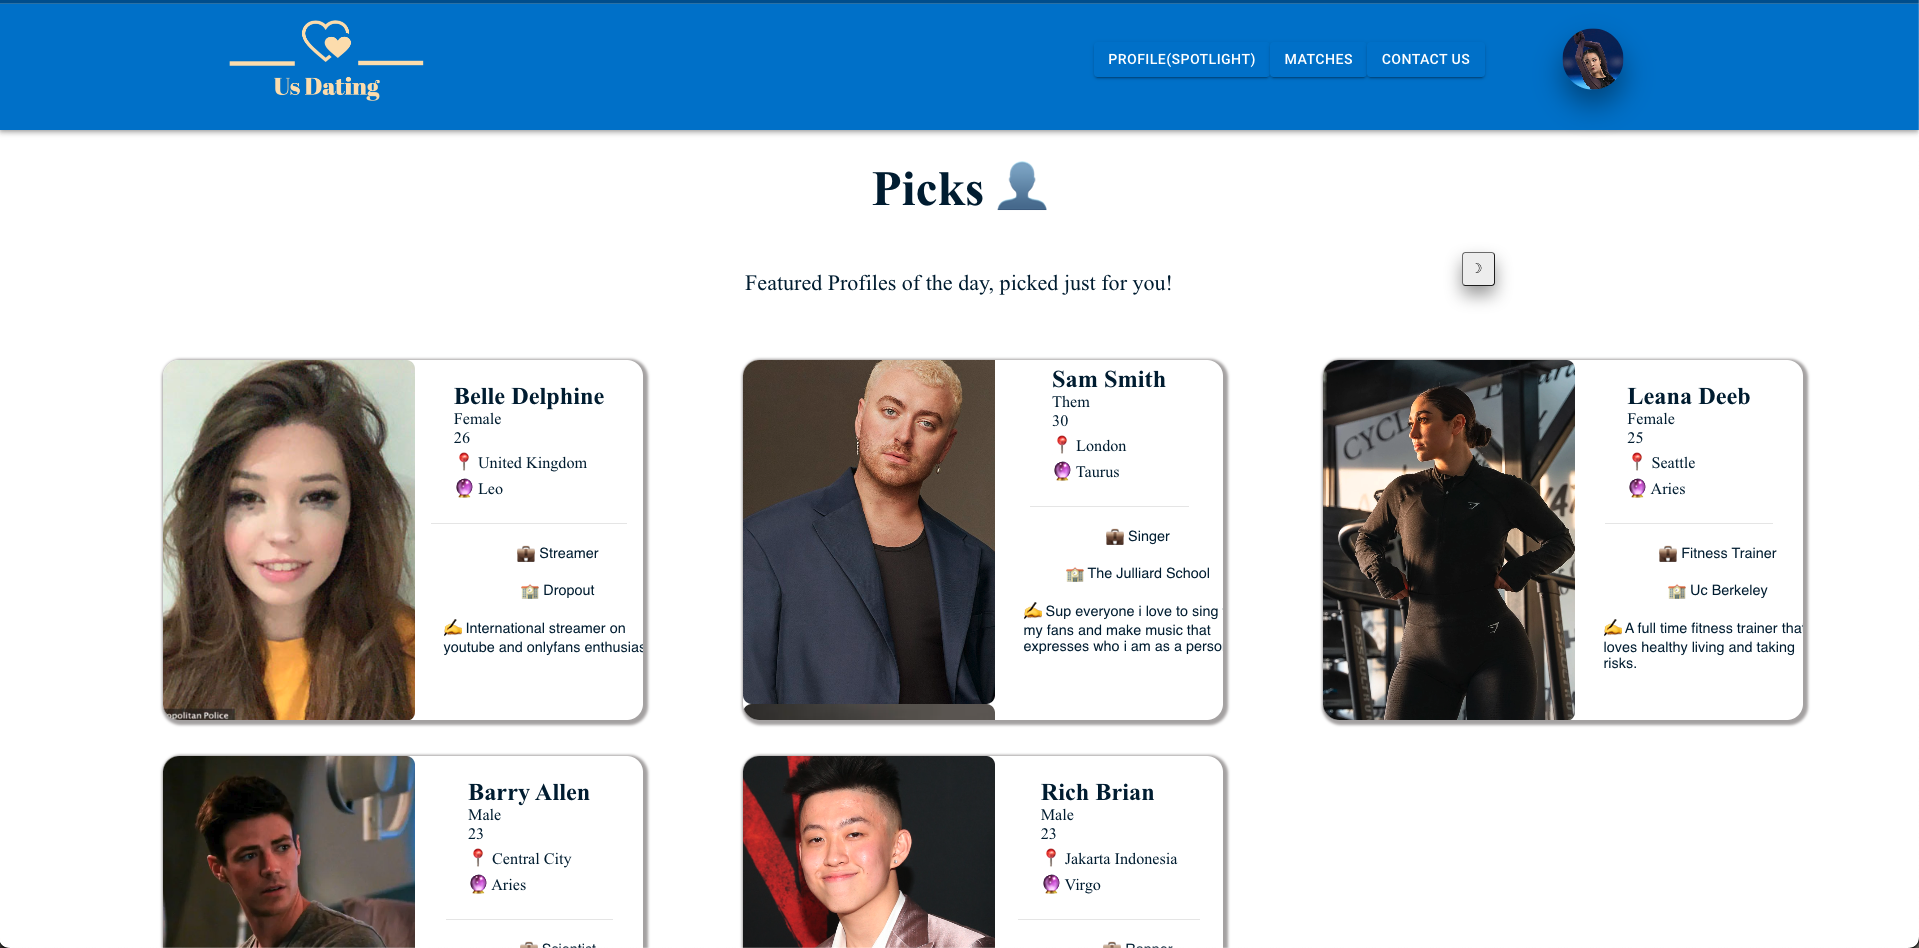 Us Dating
PROFILE(SPOTLIGHT)
MATCHES
CONTACT US
Picks 👤
Featured Profiles of the day, picked just for you!
Belle Delphine
Female
26
📍 United Kingdom
🔮 Leo
💼 Streamer
🏫 Dropout
✍️ International streamer on
youtube and onlyfans enthusias
opolitan Police
Sam Smith
Them
30
📍 London
🔮 Taurus
💼 Singer
🏫 The Julliard School
✍️ Sup everyone i love to sing
my fans and make music that
expresses who i am as a perso
CYCL
Leana Deeb
Female
25
📍 Seattle
🔮 Aries
💼 Fitness Trainer
🏫 Uc Berkeley
✍️ A full time fitness trainer tha
loves healthy living and taking
risks.
Barry Allen
Male
23
📍 Central City
🔮 Aries
💼 Scientist
Rich Brian
Male
23
📍 Jakarta Indonesia
🔮 Virgo
💼 Rapper